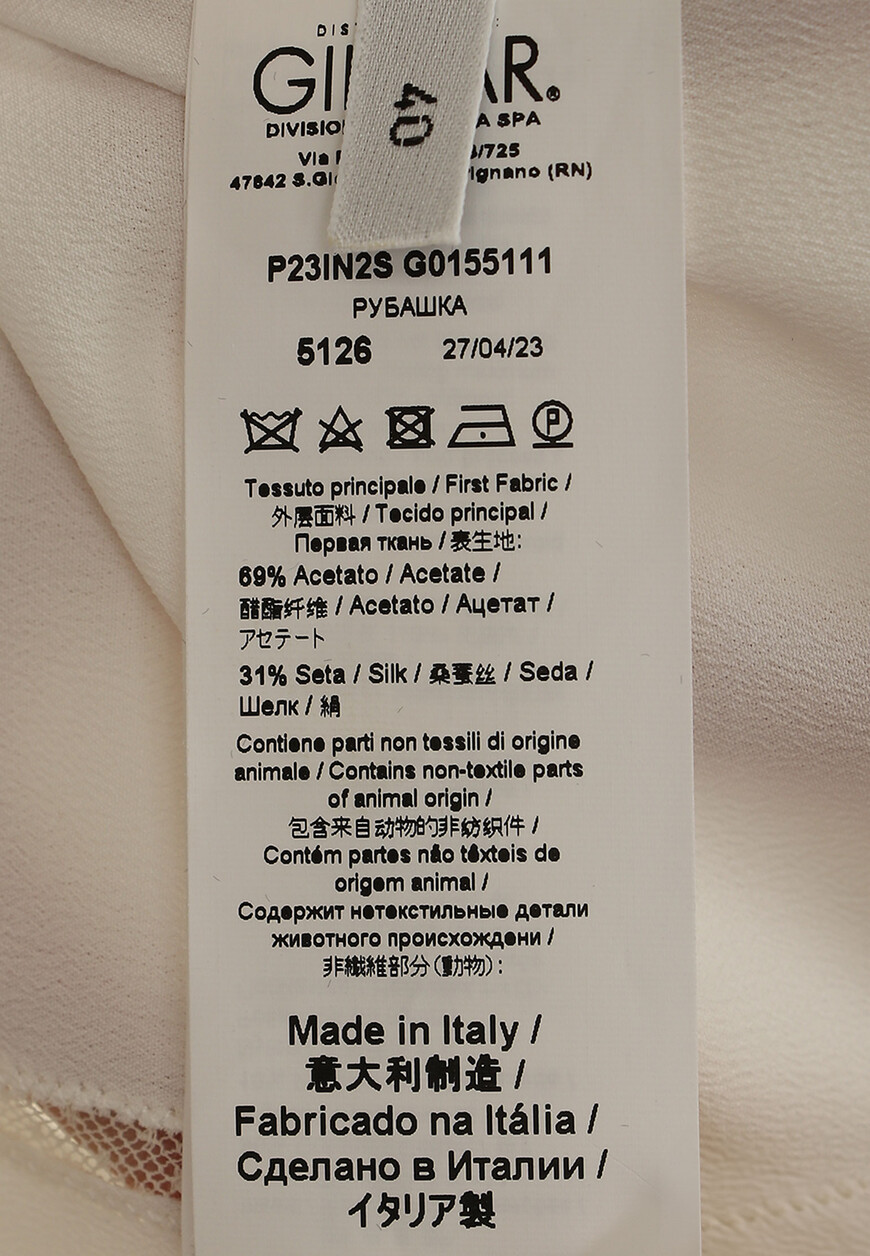 DIS
GI AR®
DIVISIO A SPA
Via 3/725
47842 S.Gi ignano (RN)
40
P23IN2S G0155111
РУБАШКА
5126 27/04/23
P
Tessuto principale / First Fabric /
外层面料 / Tecido principal /
Первая ткань / 表生地:
69% Acetato / Acetate /
醋酯纤维 / Acetato / Ацетат /
アセテート
31% Seta / Silk / 桑蚕丝 / Seda /
Шелк / 絹
Contiene parti non tessili di origine
animale / Contains non-textile parts
of animal origin /
包含来自动物的非纺织件 /
Contém partes não têxteis de
origem animal /
Содержит нетекстильные детали
животного происхождени /
非繊維部分(動物):
Made in Italy /
意大利制造 /
Fabricado na Itália /
Сделано в Италии /
イタリア製